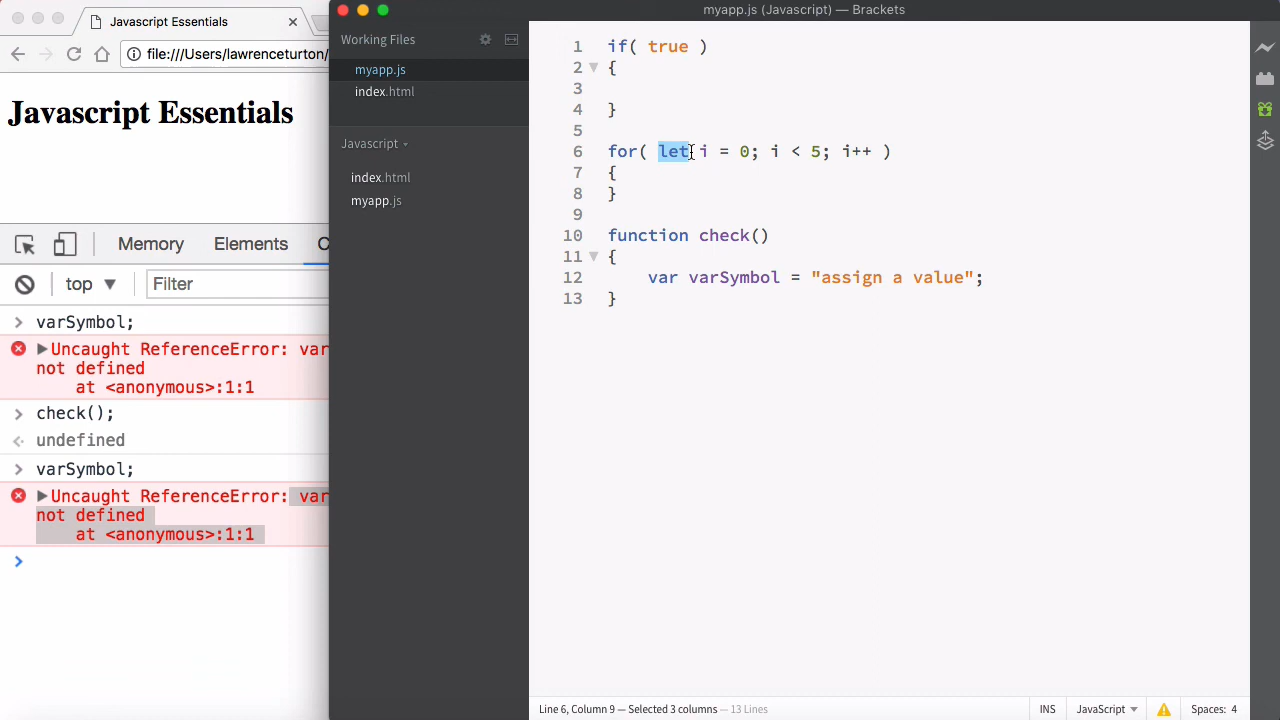 Javascript Essentials
file:///Users/lawrenceturton/
Javascript Essentials
Memory
Elements
C
top
Filter
varSymbol;
Uncaught ReferenceError: var
not defined
at <anonymous>:1:1
check();
undefined
varSymbol;
Uncaught ReferenceError: var
not defined
at <anonymous>:1:1
myapp.js (Javascript) — Brackets
Working Files
myapp.js
index.html
Javascript
index.html
myapp.js
1 if( true )
2 {
3
4 }
5
6 for( let i = 0; i < 5; i++ )
7 {
8 }
9
10 function check()
11 {
12 var varSymbol = "assign a value";
13 }
Line 6, Column 9 — Selected 3 columns — 13 Lines
INS
JavaScript
Spaces: 4